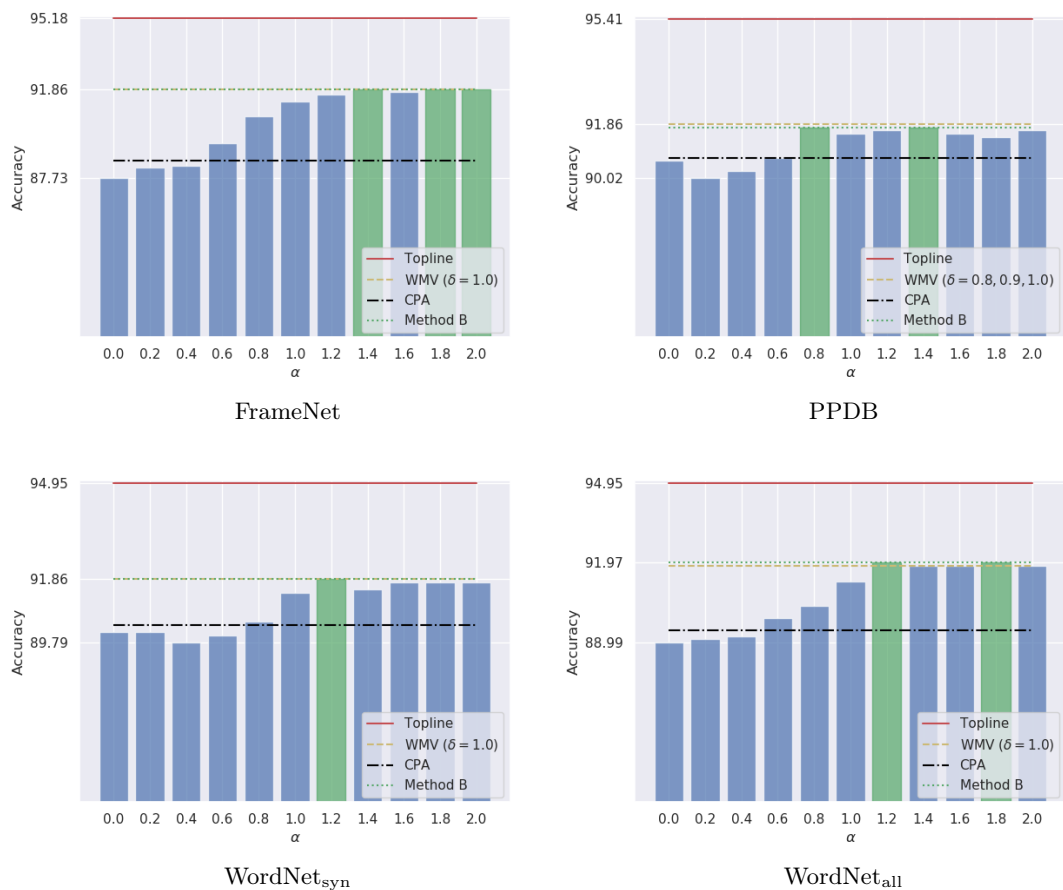 95.18
91.86
87.73
Accuracy
Topline
WMV (δ = 1.0)
CPA
Method B
0.0 0.2 0.4 0.6 0.8 1.0 1.2 1.4 1.6 1.8 2.0
α
FrameNet
95.41
91.86
90.02
Accuracy
Topline
WMV (δ = 0.8, 0.9, 1.0)
CPA
Method B
0.0 0.2 0.4 0.6 0.8 1.0 1.2 1.4 1.6 1.8 2.0
α
PPDB
94.95
91.86
89.79
Accuracy
Topline
WMV (δ = 1.0)
CPA
Method B
0.0 0.2 0.4 0.6 0.8 1.0 1.2 1.4 1.6 1.8 2.0
α
WordNet_syn
94.95
91.97
88.99
Accuracy
Topline
WMV (δ = 1.0)
CPA
Method B
0.0 0.2 0.4 0.6 0.8 1.0 1.2 1.4 1.6 1.8 2.0
α
WordNet_all